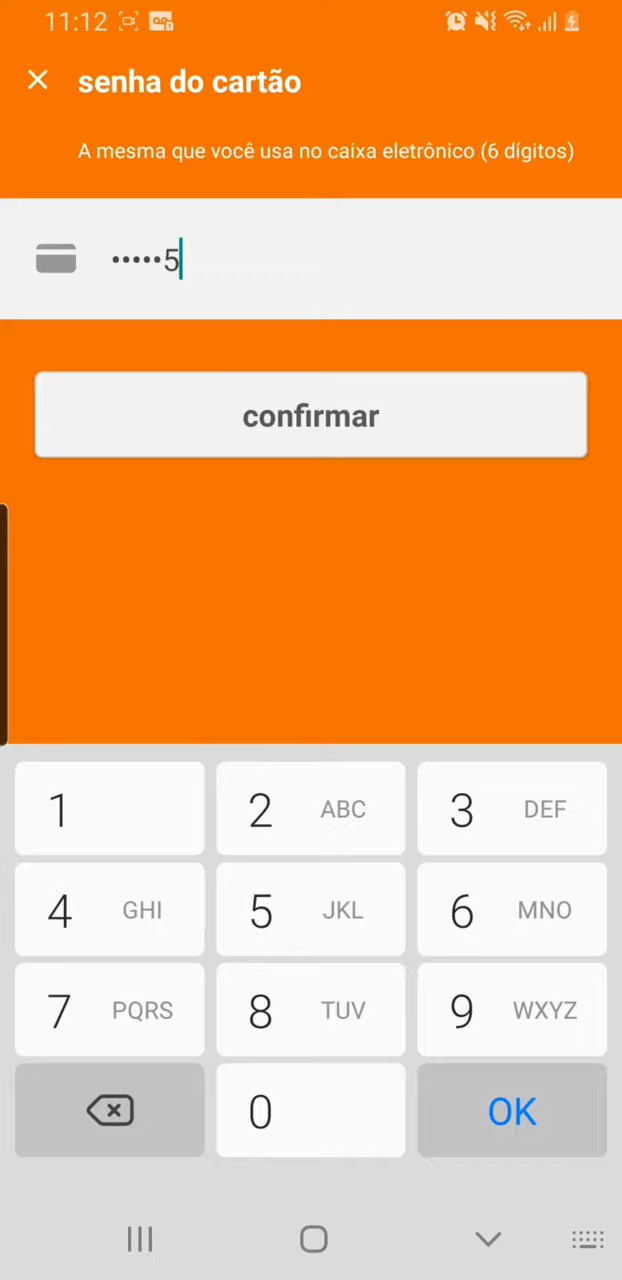 11:12
senha do cartão
A mesma que você usa no caixa eletrônico (6 dígitos)
•••••5
confirmar
1
2 ABC
3 DEF
4 GHI
5 JKL
6 MNO
7 PQRS
8 TUV
9 WXYZ
0
OK